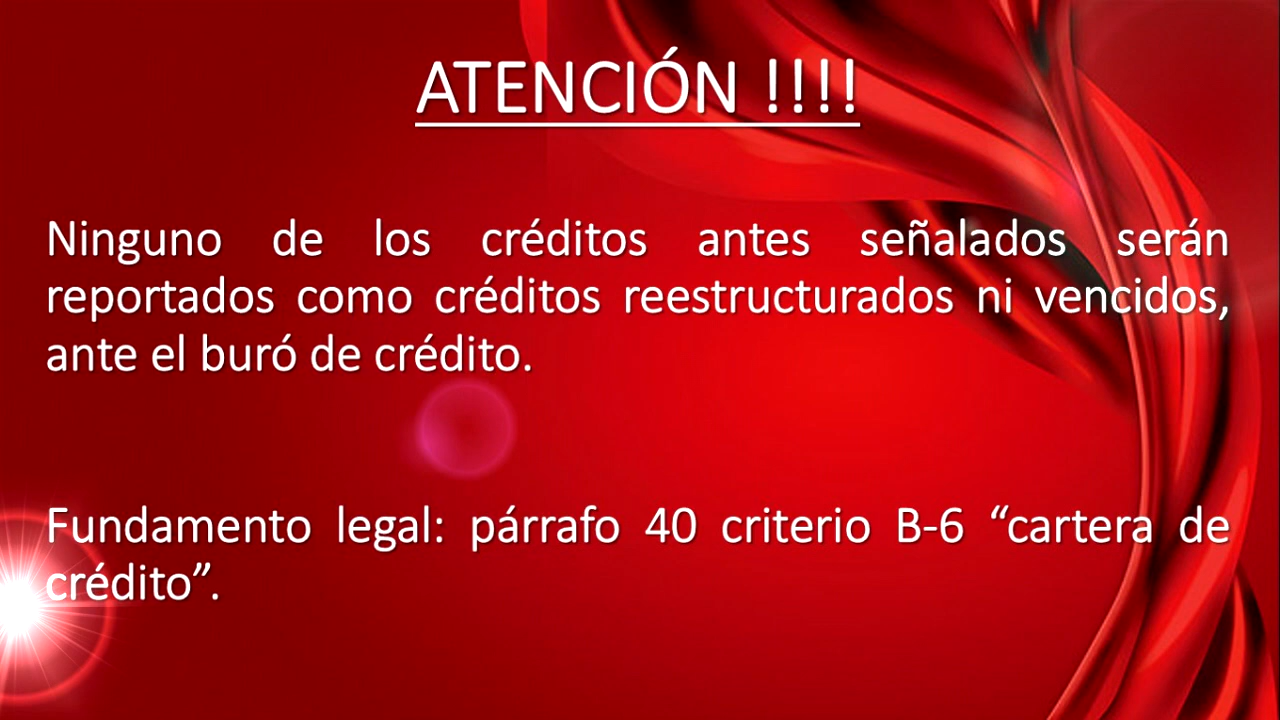 ATENCIÓN !!!!
Ninguno de los créditos antes señalados serán
reportados como créditos reestructurados ni vencidos,
ante el buró de crédito.
Fundamento legal: párrafo 40 criterio B-6 “cartera de
crédito”.